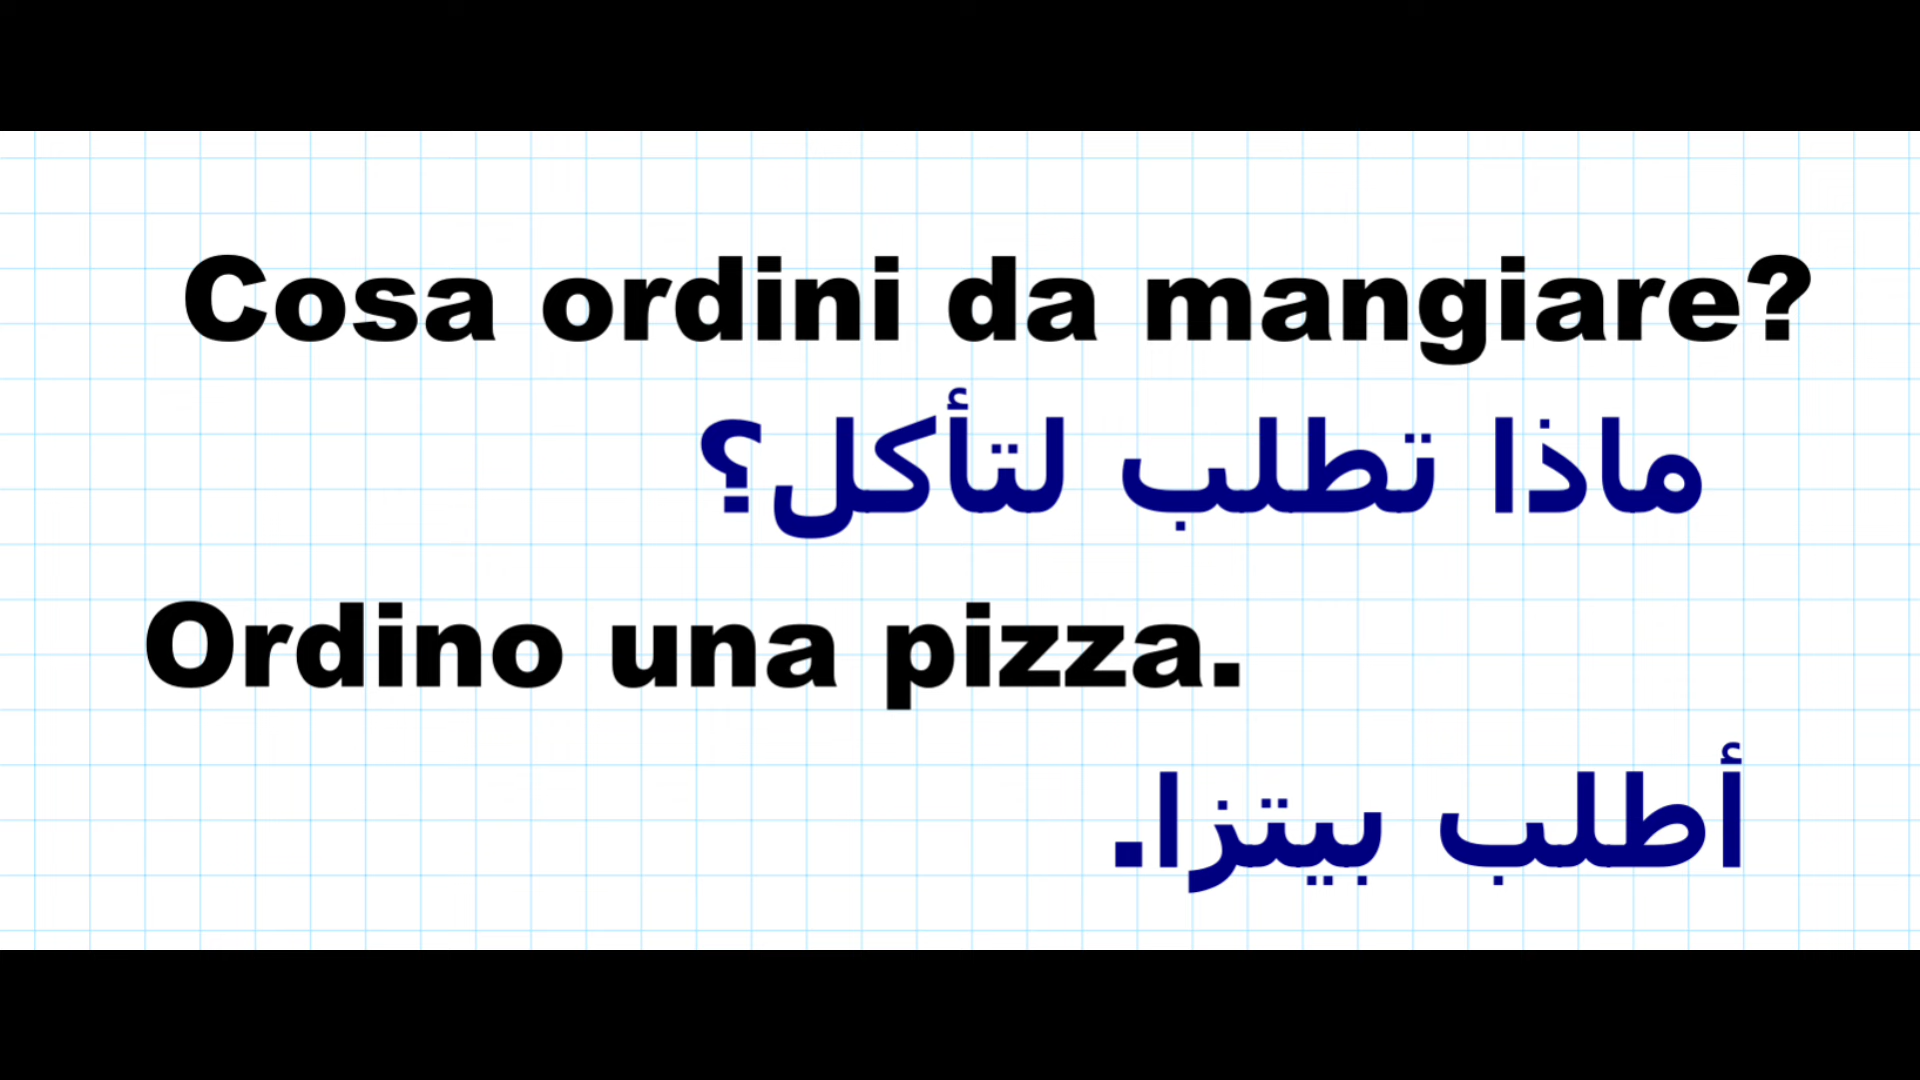 Cosa ordini da mangiare?
ماذا تطلب لتأكل؟
Ordino una pizza.
أطلب بيتزا.